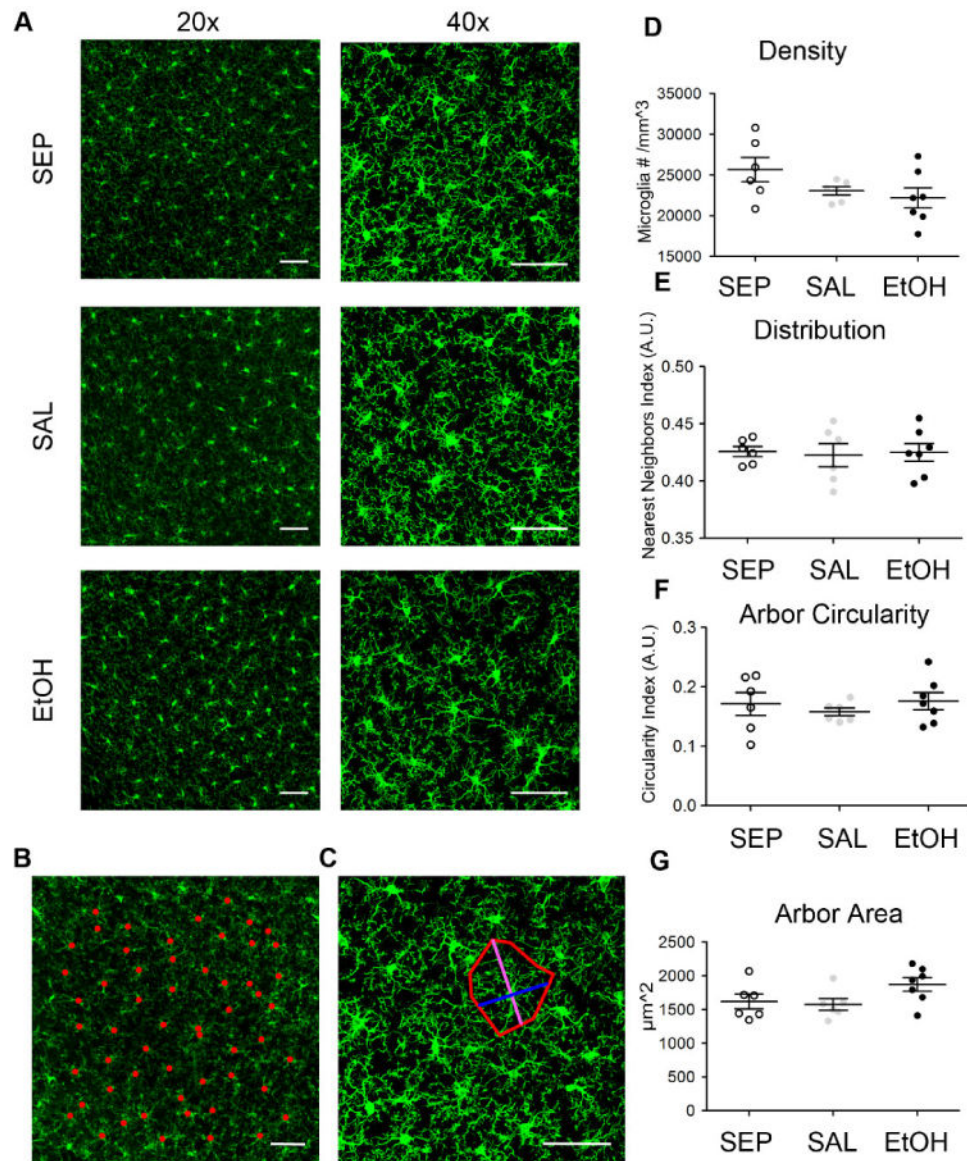 A
20x
40x
SEP
SAL
EtOH
B
C
D
Density
Microglia # /mm^3
35000
30000
25000
20000
15000
SEP SAL EtOH
E
Distribution
Nearest Neighbors Index (A.U.)
0.50
0.45
0.40
0.35
SEP SAL EtOH
F
Arbor Circularity
Circularity Index (A.U.)
0.3
0.2
0.1
0.0
SEP SAL EtOH
G
Arbor Area
µm^2
2500
2000
1500
1000
500
0
SEP SAL EtOH